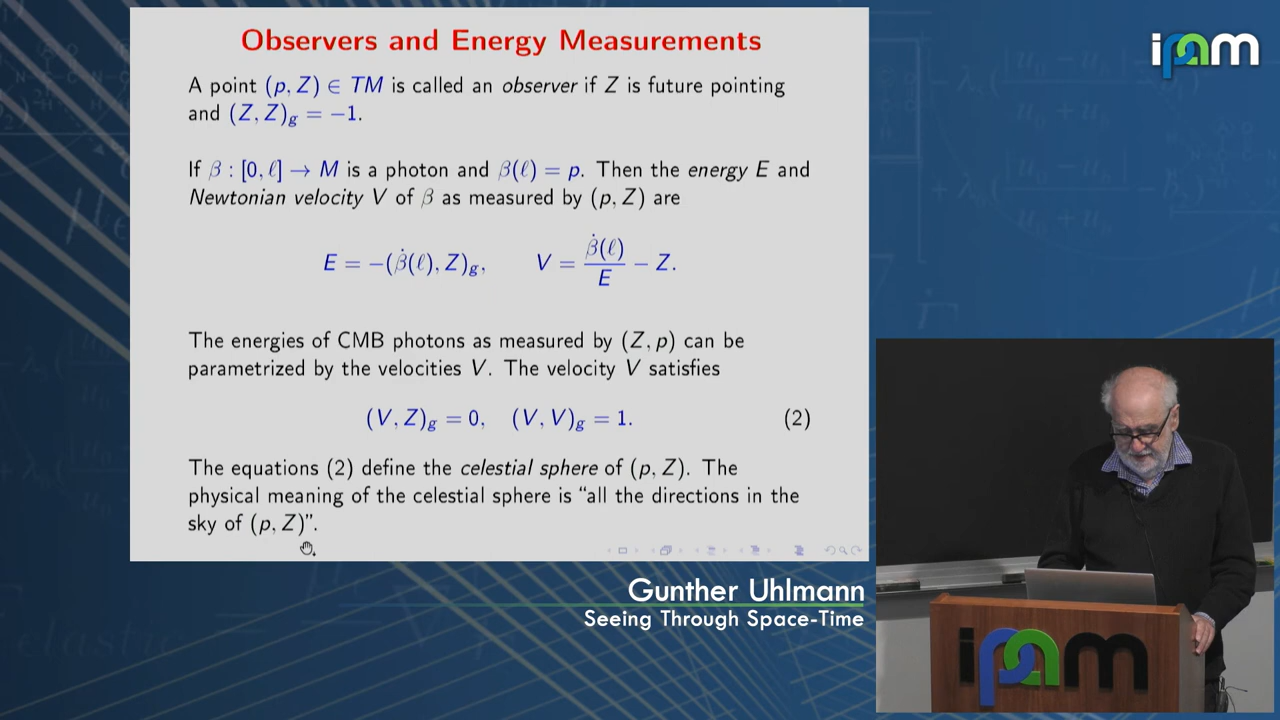 Observers and Energy Measurements
A point (p, Z) ∈ TM is called an observer if Z is future pointing
and (Z, Z)g = −1.
If β : [0, ℓ] → M is a photon and β(ℓ) = p. Then the energy E and
Newtonian velocity V of β as measured by (p, Z) are
E = −(β̇(ℓ), Z)g, V = β̇(ℓ)/E − Z.
The energies of CMB photons as measured by (Z, p) can be
parametrized by the velocities V. The velocity V satisfies
(V, Z)g = 0, (V, V)g = 1. (2)
The equations (2) define the celestial sphere of (p, Z). The
physical meaning of the celestial sphere is “all the directions in the
sky of (p, Z)”.
ipam
Gunther Uhlmann
Seeing Through Space-Time
ipam